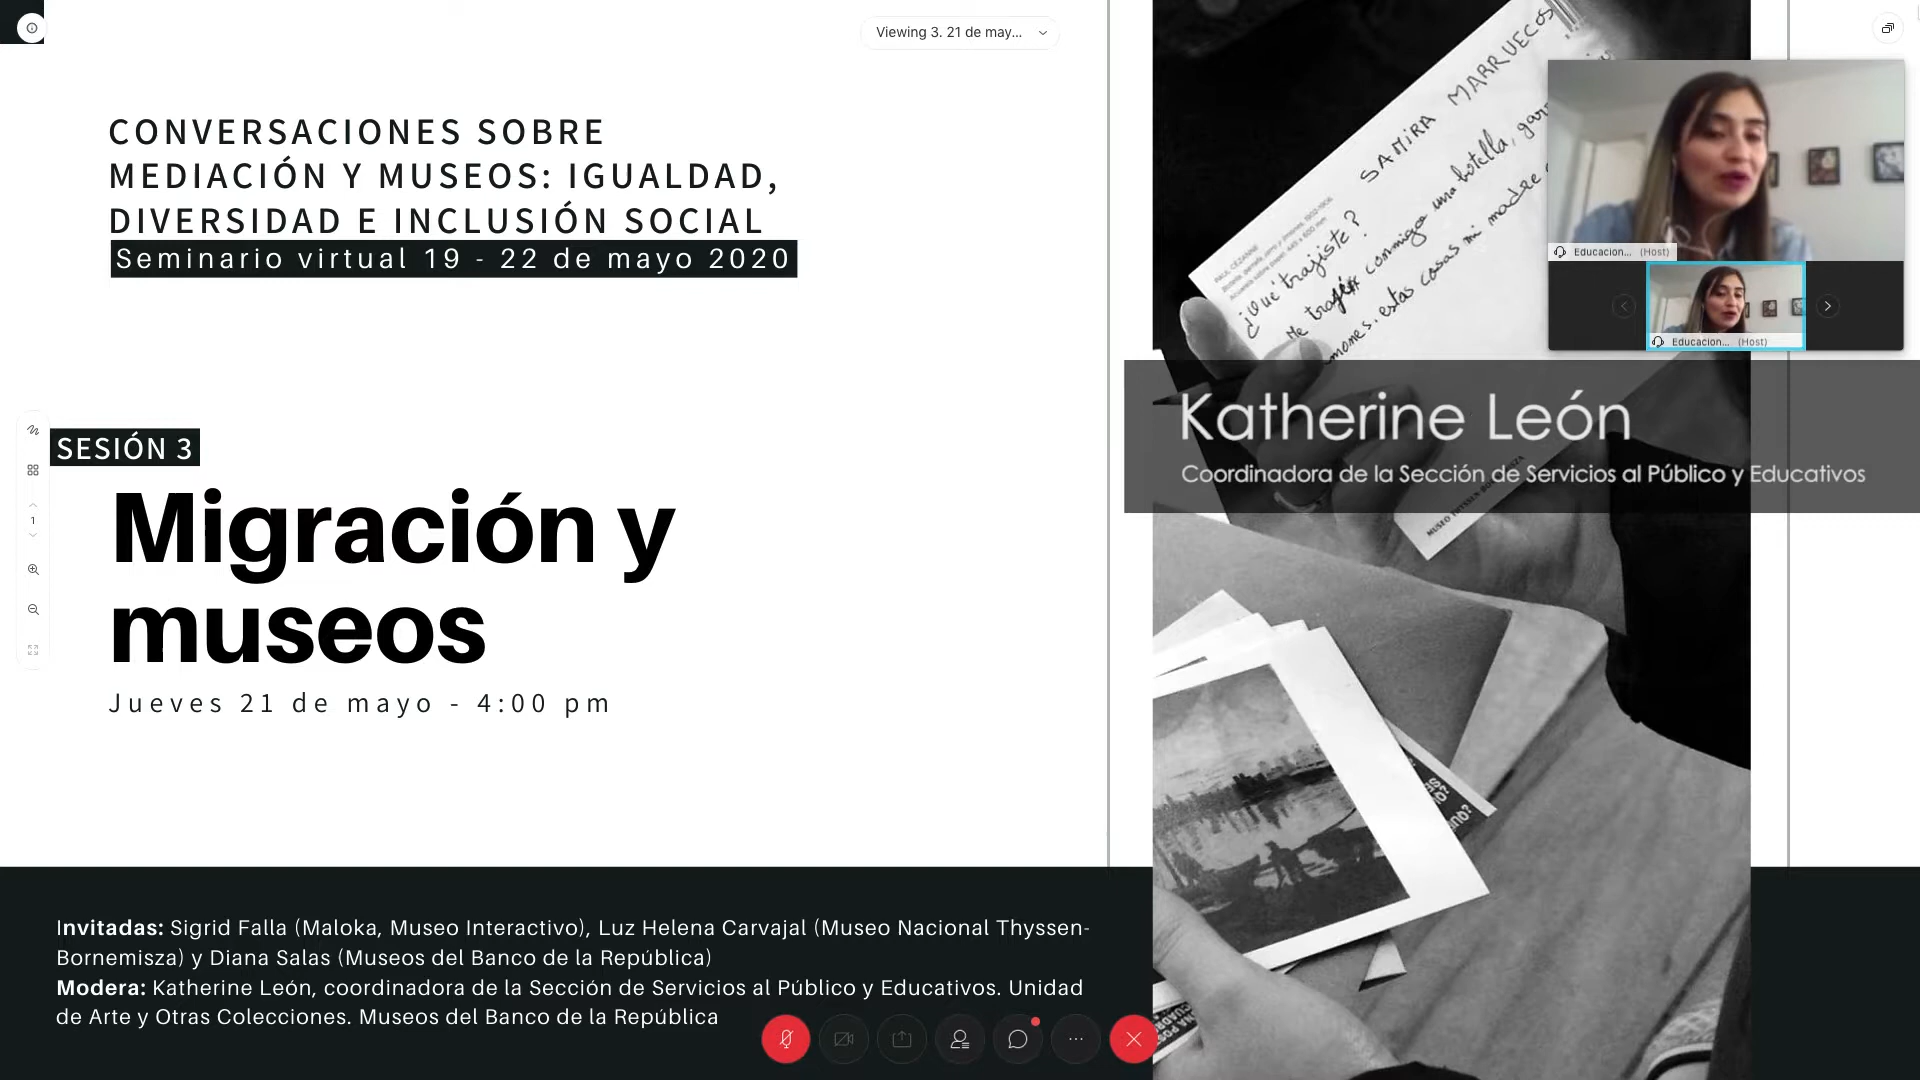 Viewing 3. 21 de may...
CONVERSACIONES SOBRE
MEDIACIÓN Y MUSEOS: IGUALDAD,
DIVERSIDAD E INCLUSIÓN SOCIAL
Seminario virtual 19 - 22 de mayo 2020
SESIÓN 3
Migración y
museos
Jueves 21 de mayo - 4:00 pm
1
Invitadas: Sigrid Falla (Maloka, Museo Interactivo), Luz Helena Carvajal (Museo Nacional Thyssen-
Bornemisza) y Diana Salas (Museos del Banco de la República)
Modera: Katherine León, coordinadora de la Sección de Servicios al Público y Educativos. Unidad
de Arte y Otras Colecciones. Museos del Banco de la República
SAMIRA MARRUECOS
PAUL CÉZANNE
¿Qué trajiste?
Me traje conmigo una botella,
estas cosas mi madre
Educacion... (Host)
Educacion... (Host)
Katherine León
Coordinadora de la Sección de Servicios al Público y Educativos